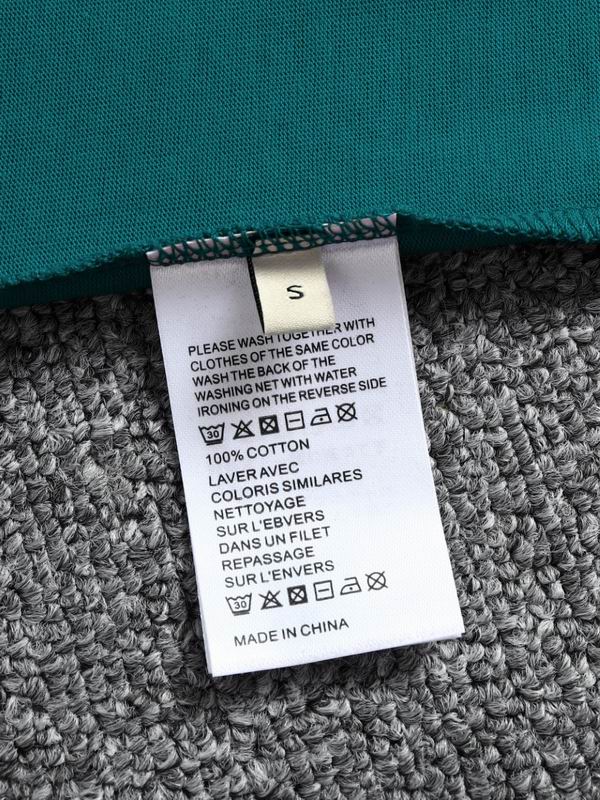 S
PLEASE WASH TOGETHER WITH
CLOTHES OF THE SAME COLOR
WASH THE BACK OF THE
WASHING NET WITH WATER
IRONING ON THE REVERSE SIDE
30
100% COTTON
LAVER AVEC
COLORIS SIMILARES
NETTOYAGE
SUR L'EBVERS
DANS UN FILET
REPASSAGE
SUR L'ENVERS
30
MADE IN CHINA